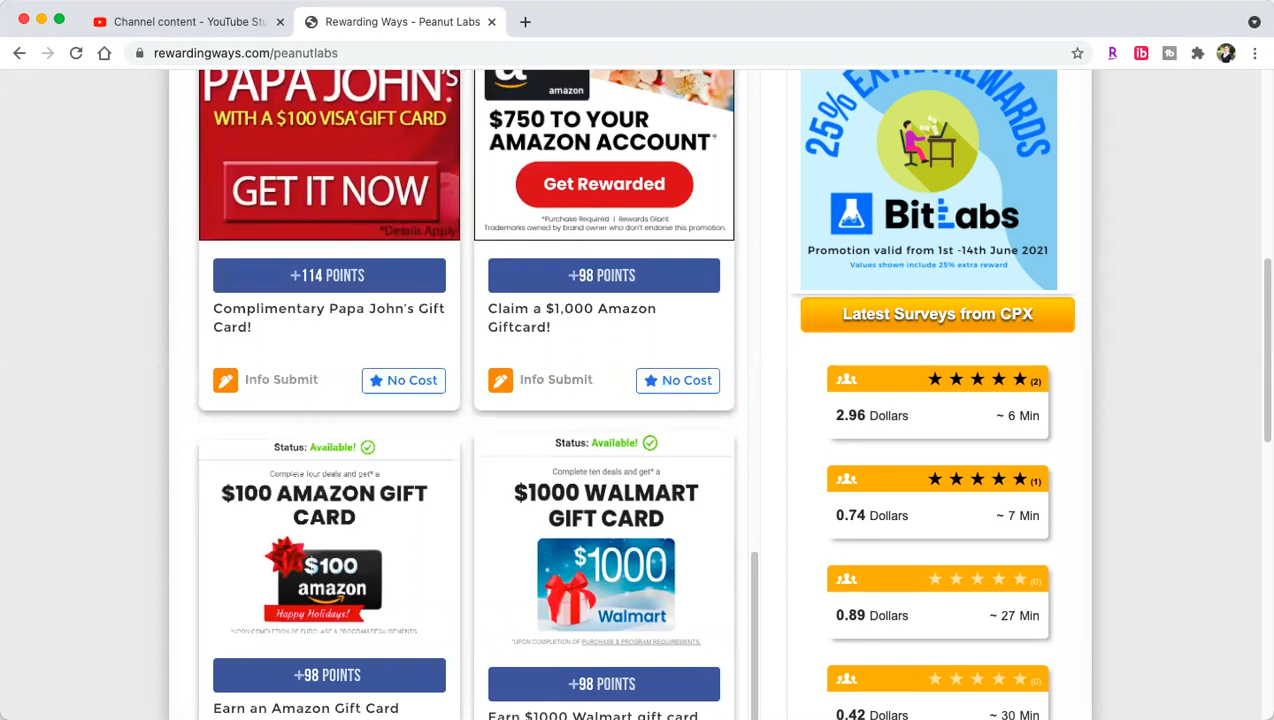 Channel content - YouTube Stu
Rewarding Ways - Peanut Labs
rewardingways.com/peanutlabs
PAPA JOHN'S
WITH A $100 VISA GIFT CARD
GET IT NOW
*Details Apply
+114 POINTS
Complimentary Papa John's Gift
Card!
Info Submit
No Cost
amazon
$750 TO YOUR
AMAZON ACCOUNT*
Get Rewarded
*Purchase Required | Rewards Giant
Trademarks owned by brand owner who don't endorse this promotion.
+98 POINTS
Claim a $1,000 Amazon
Giftcard!
Info Submit
No Cost
Status: Available!
Complete four deals and get* a
$100 AMAZON GIFT
CARD
$100
amazon
Happy Holidays!
*UPON COMPLETION OF PURCHASE & PROGRAM REQUIREMENTS.
+98 POINTS
Earn an Amazon Gift Card
Status: Available!
Complete ten deals and get* a
$1000 WALMART
GIFT CARD
$1000
Walmart
*UPON COMPLETION OF PURCHASE & PROGRAM REQUIREMENTS.
+98 POINTS
Earn $1000 Walmart gift card
25% EXTRA REWARDS
BitLabs
Promotion valid from 1st -14th June 2021
Values shown include 25% extra reward
Latest Surveys from CPX
(2)
2.96 Dollars
~ 6 Min
(1)
0.74 Dollars
~ 7 Min
(0)
0.89 Dollars
~ 27 Min
(0)
0.42 Dollars
~ 30 Min